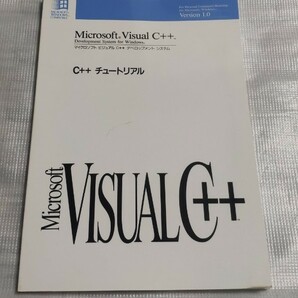 Version 1.0
Microsoft® Visual C++™
Development System for Windows™
マイクロソフト ビジュアル C++ デベロップメント システム
C++ チュートリアル
Microsoft
VISUAL C++